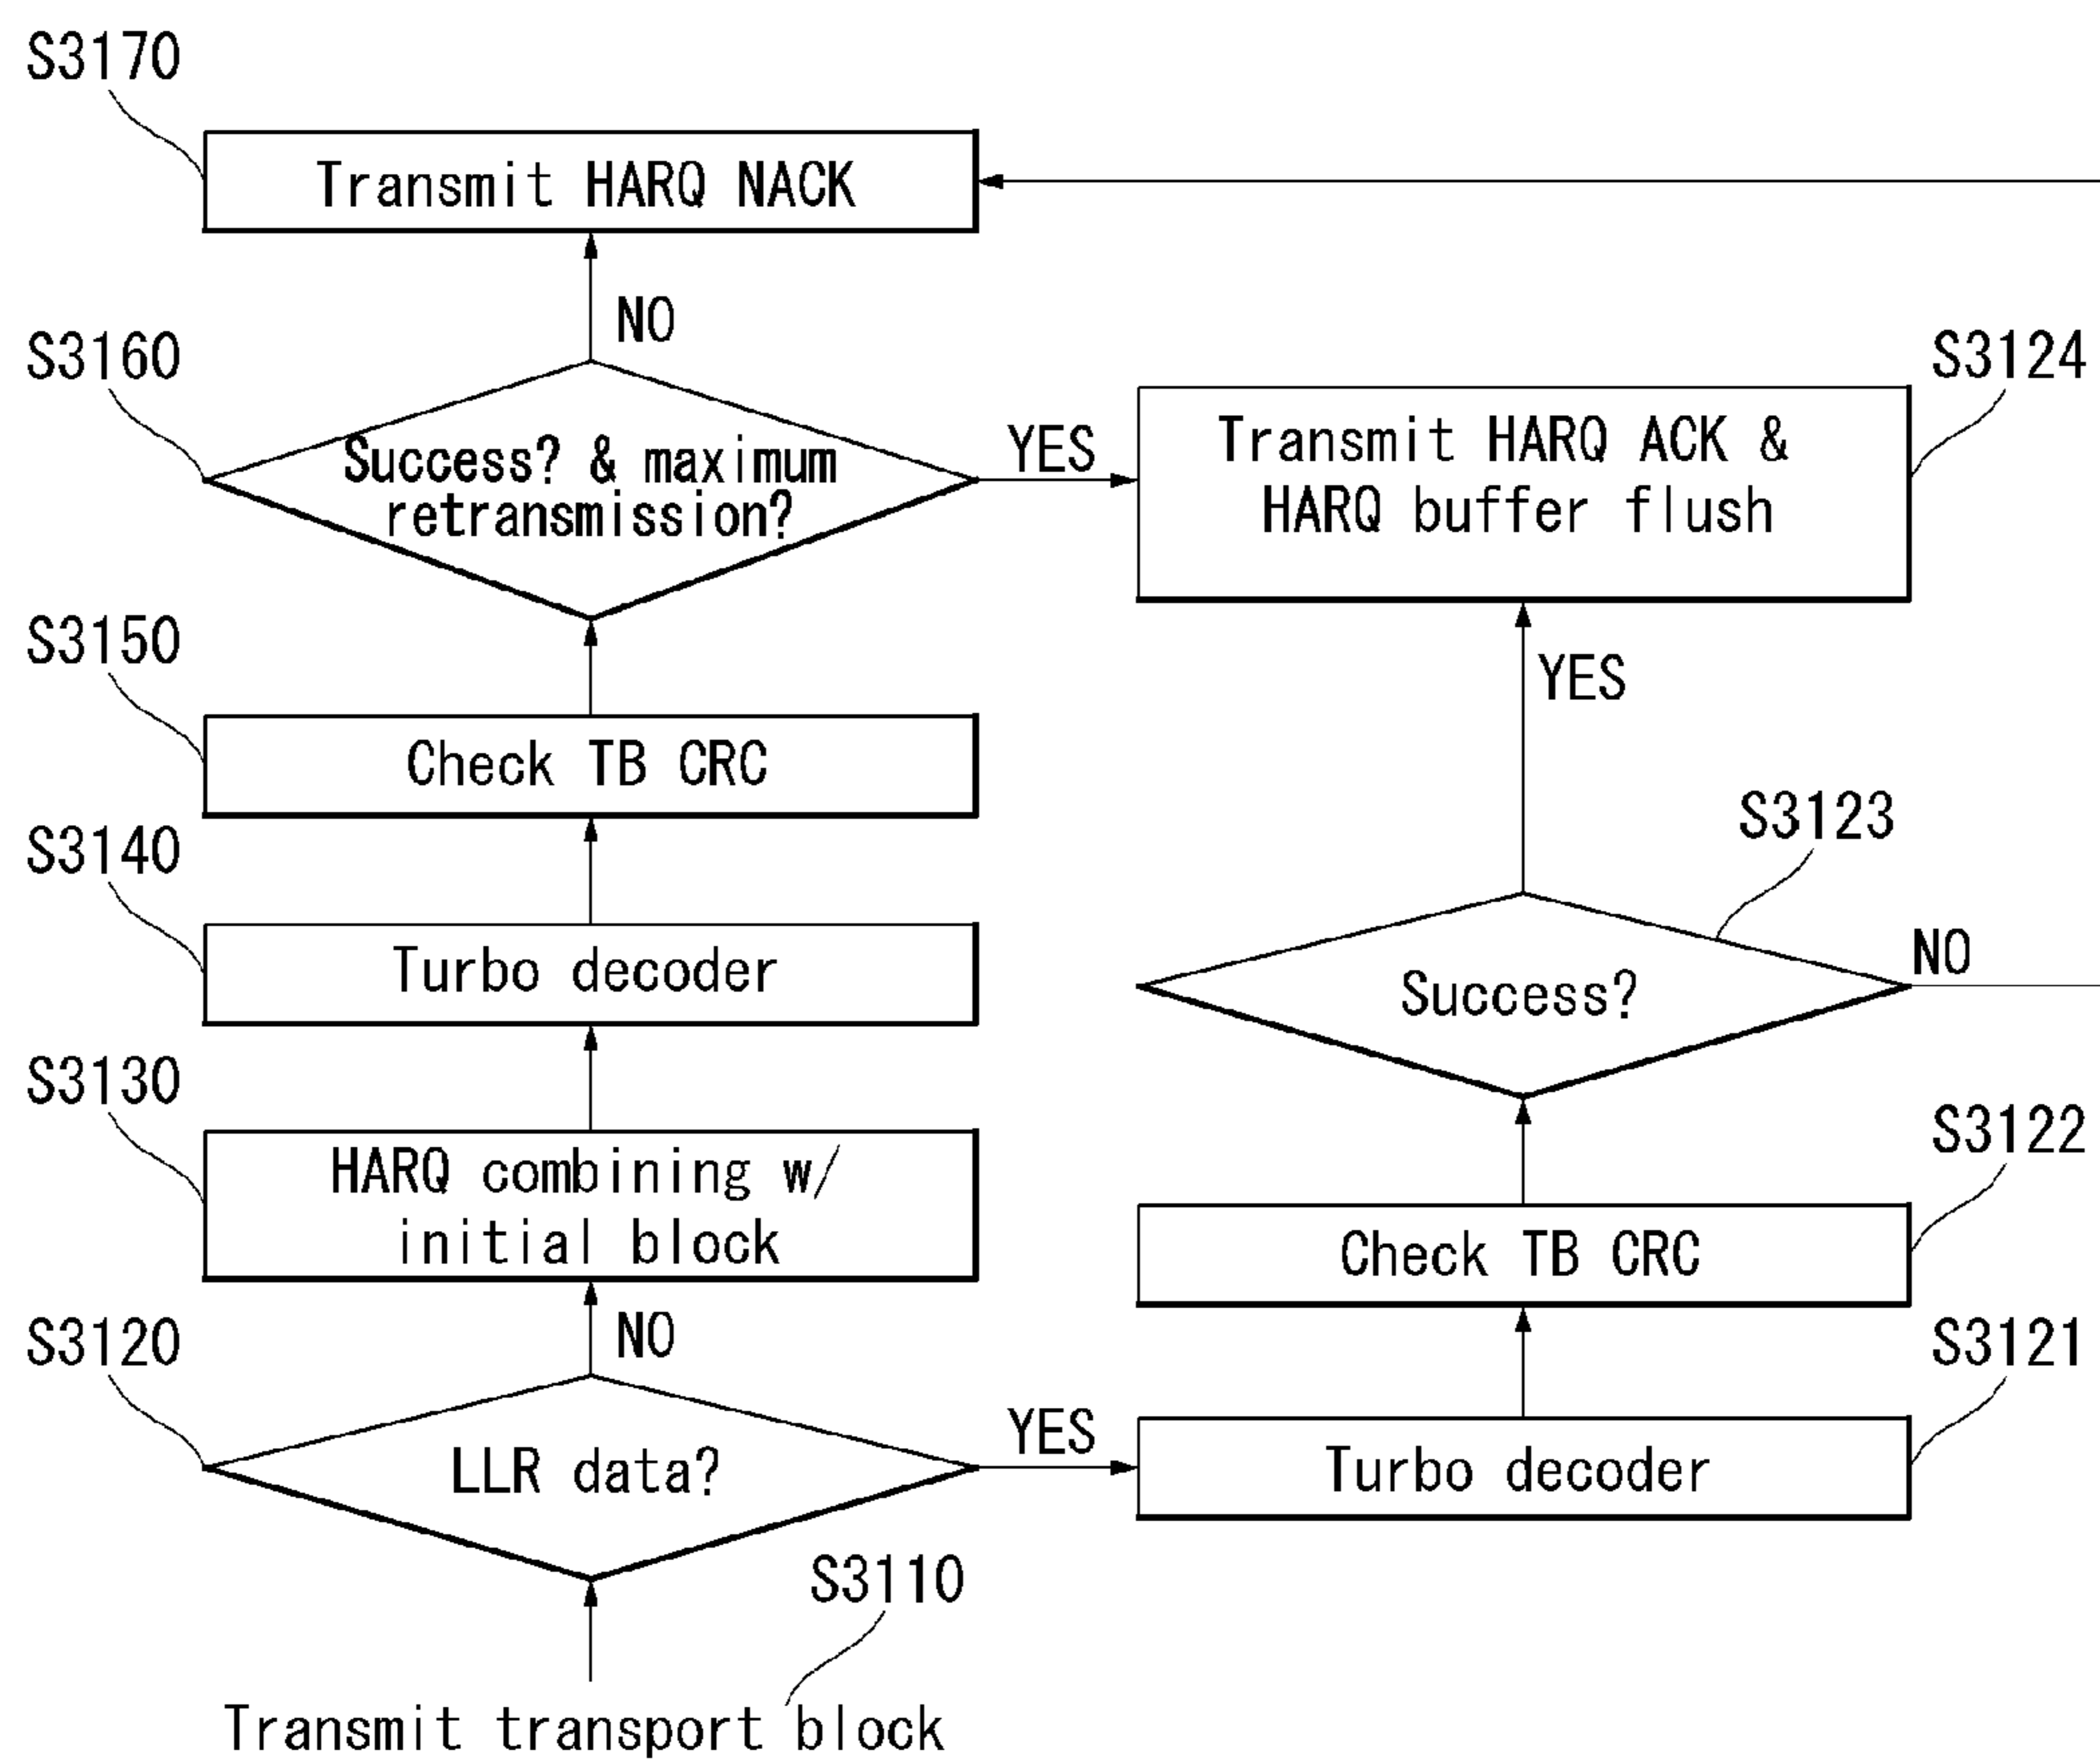 S3170
Transmit HARQ NACK
NO
S3160
Success? & maximum
retransmission?
YES
Transmit HARQ ACK &
HARQ buffer flush
S3124
S3150
Check TB CRC
YES
S3140
Turbo decoder
S3123
Success?
NO
S3130
HARQ combining w/
initial block
S3122
Check TB CRC
NO
S3120
LLR data?
YES
Turbo decoder
S3121
S3110
Transmit transport block